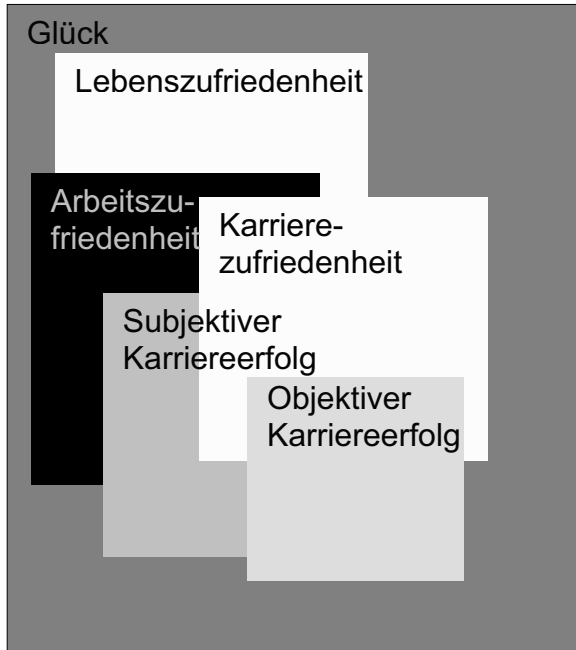 Glück
Lebenszufriedenheit
Arbeitszu-
friedenheit
Karriere-
zufriedenheit
Subjektiver
Karriereerfolg
Objektiver
Karriereerfolg